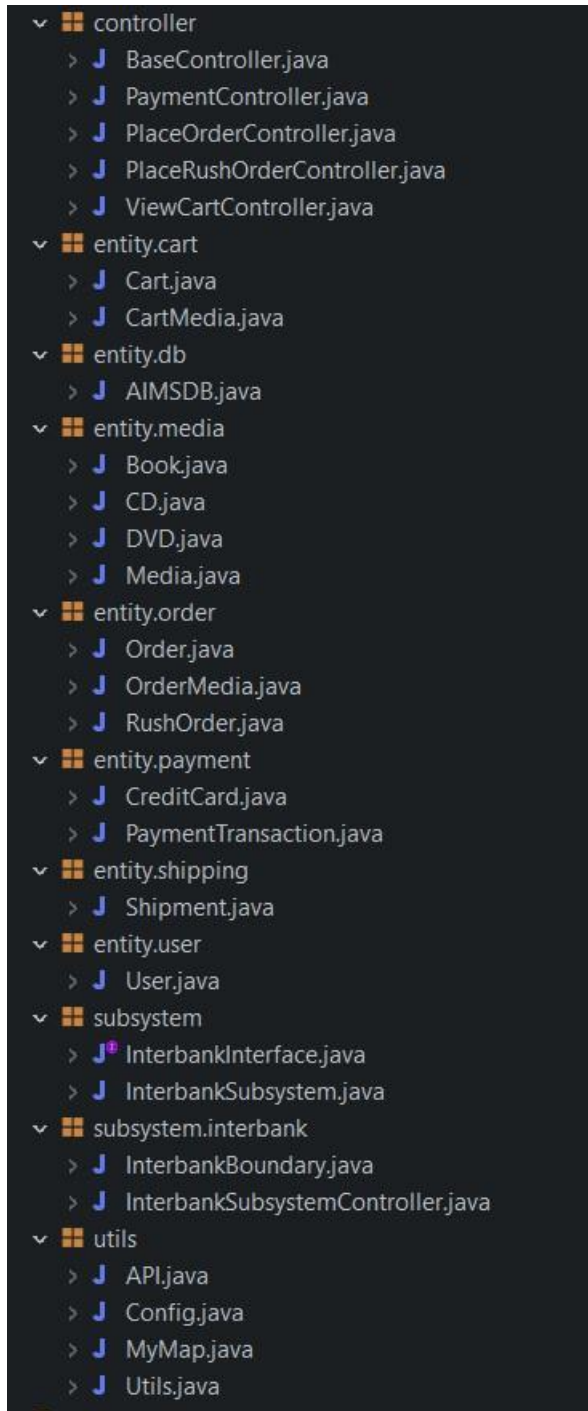 controller
BaseController.java
PaymentController.java
PlaceOrderController.java
PlaceRushOrderController.java
ViewCartController.java
entity.cart
Cart.java
CartMedia.java
entity.db
AIMSDB.java
entity.media
Book.java
CD.java
DVD.java
Media.java
entity.order
Order.java
OrderMedia.java
RushOrder.java
entity.payment
CreditCard.java
PaymentTransaction.java
entity.shipping
Shipment.java
entity.user
User.java
subsystem
InterbankInterface.java
InterbankSubsystem.java
subsystem.interbank
InterbankBoundary.java
InterbankSubsystemController.java
utils
API.java
Config.java
MyMap.java
Utils.java